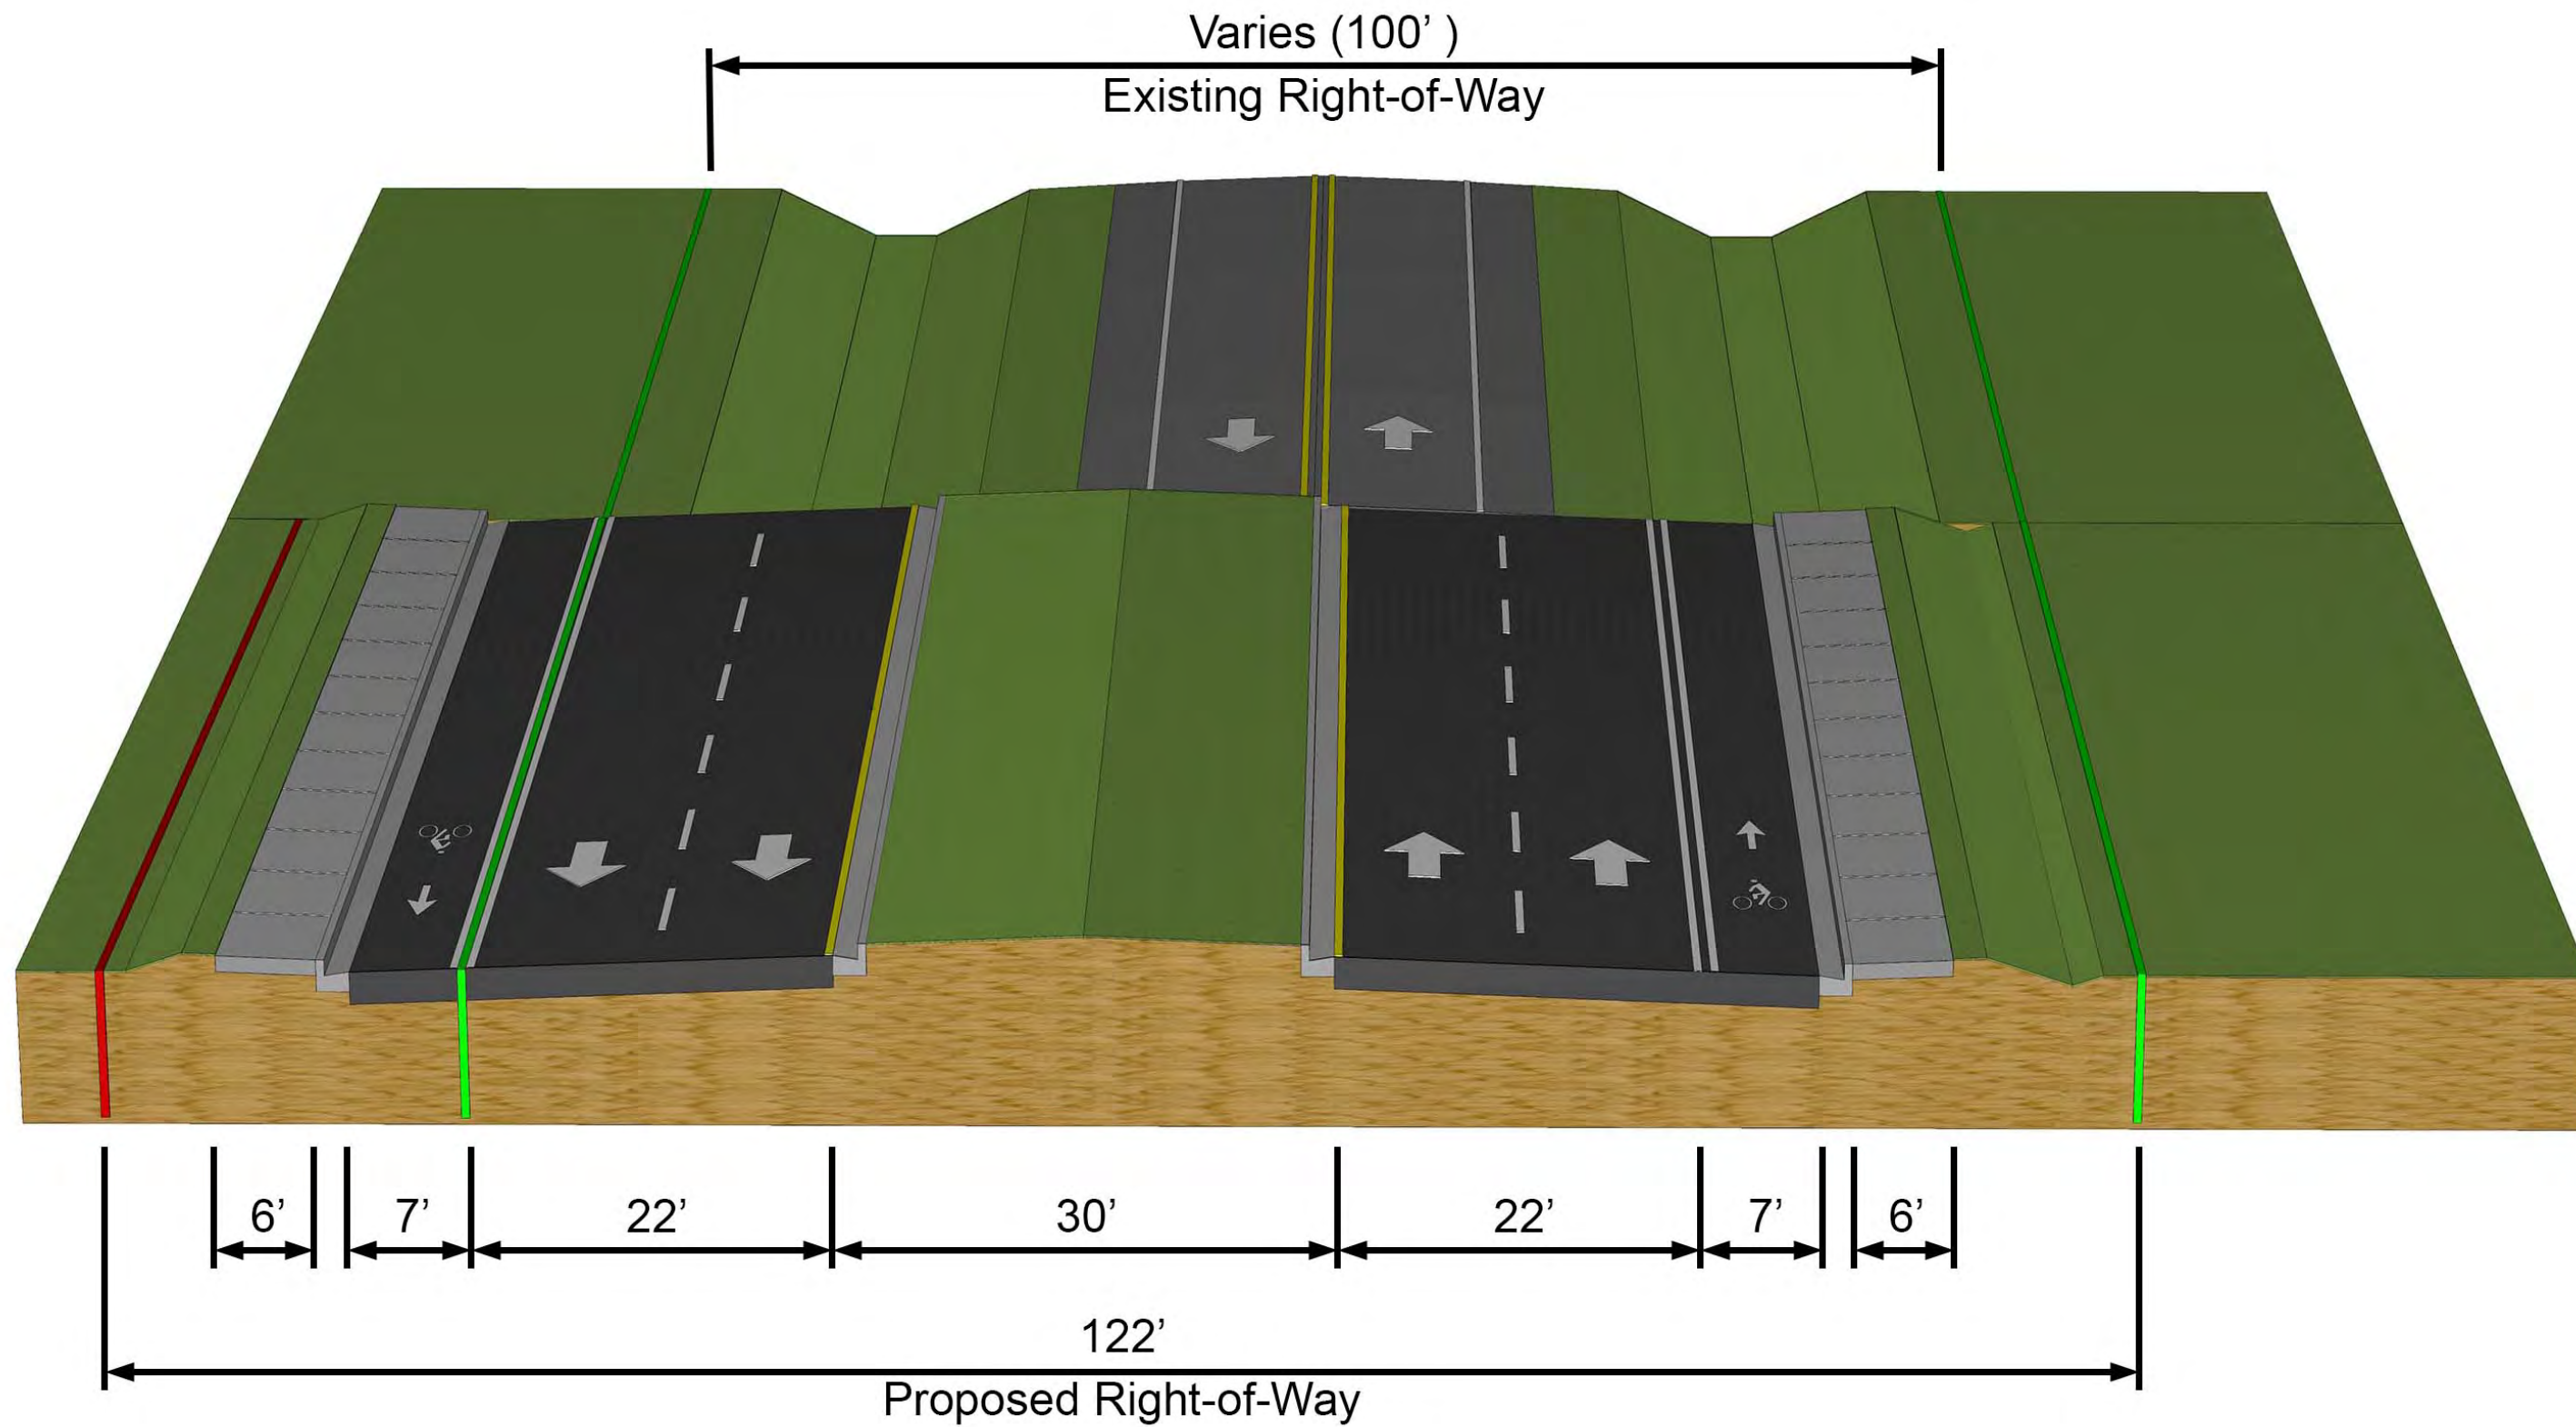 Varies (100’ )
Existing Right-of-Way
6’ 7’ 22’ 30’ 22’ 7’ 6’
122’
Proposed Right-of-Way